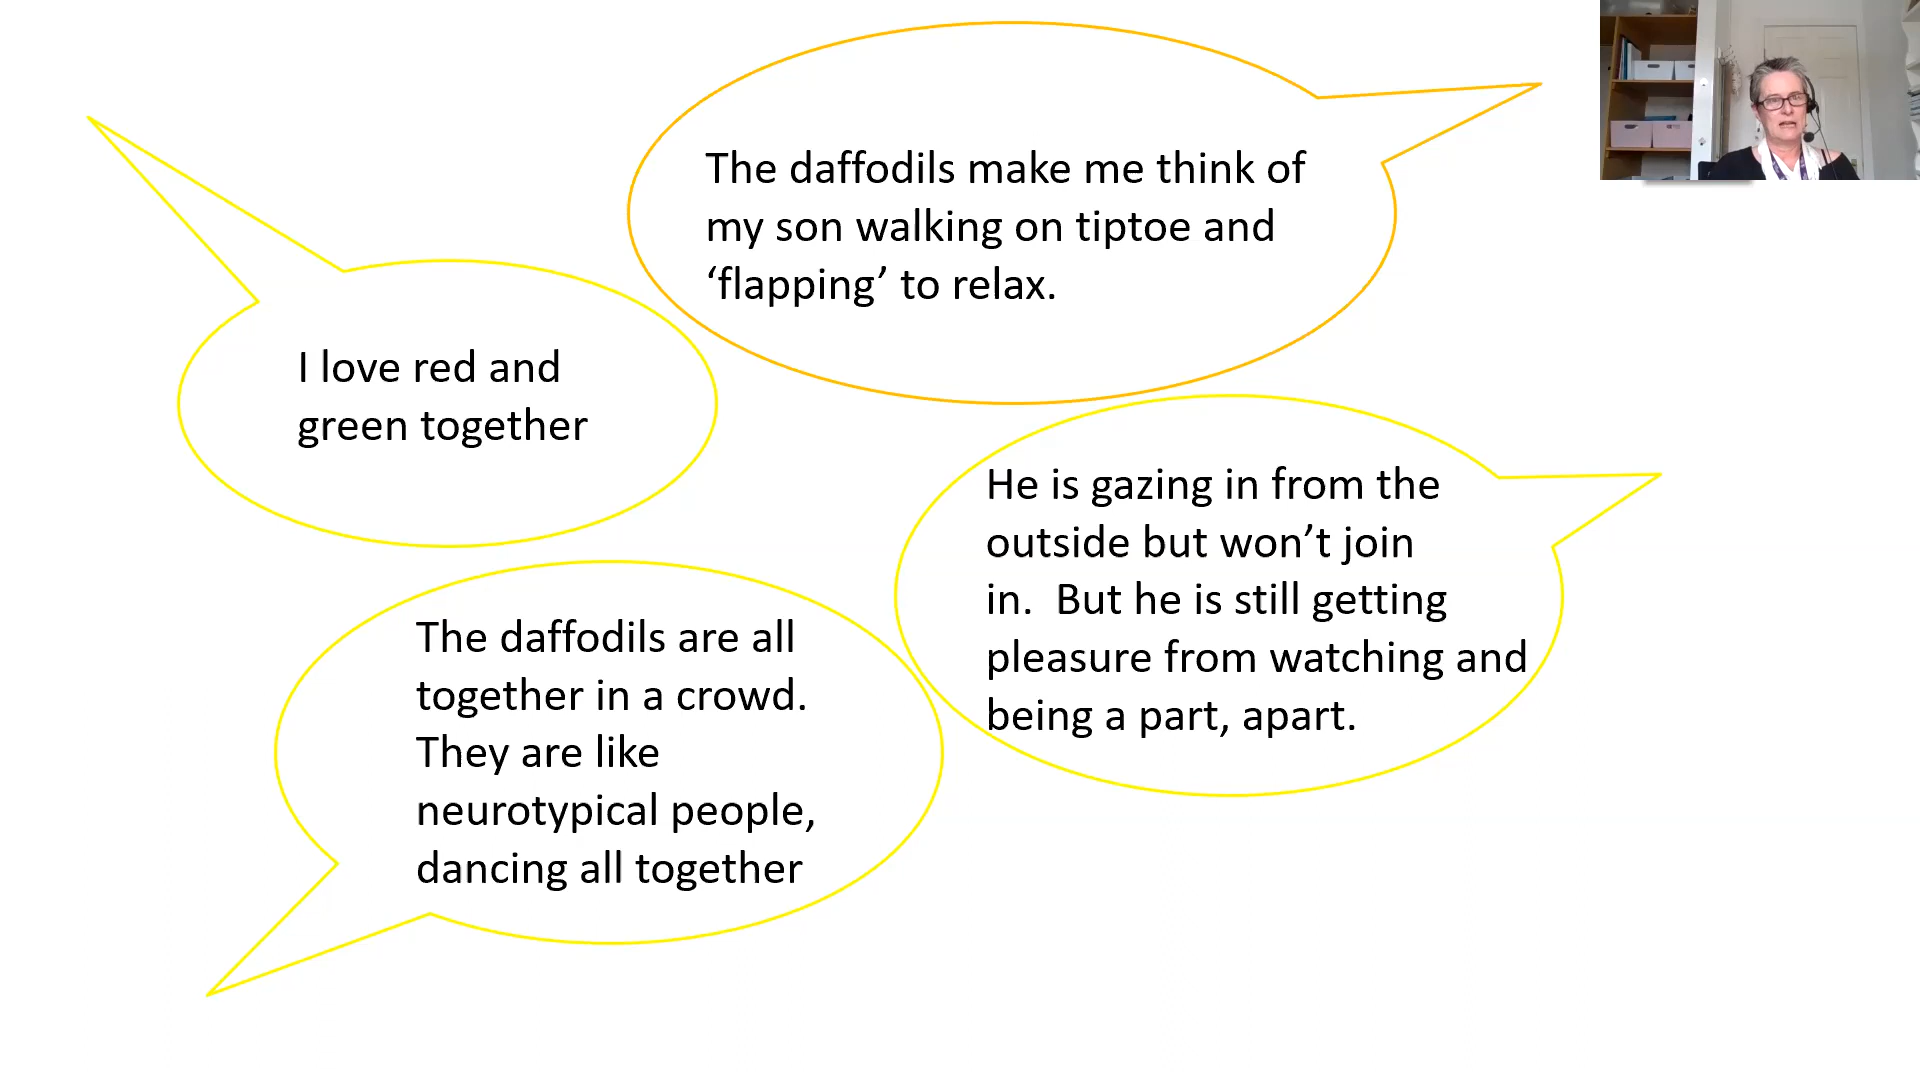 The daffodils make me think of
my son walking on tiptoe and
‘flapping’ to relax.
I love red and
green together
He is gazing in from the
outside but won’t join
in.  But he is still getting
pleasure from watching and
being a part, apart.
The daffodils are all
together in a crowd.
They are like
neurotypical people,
dancing all together